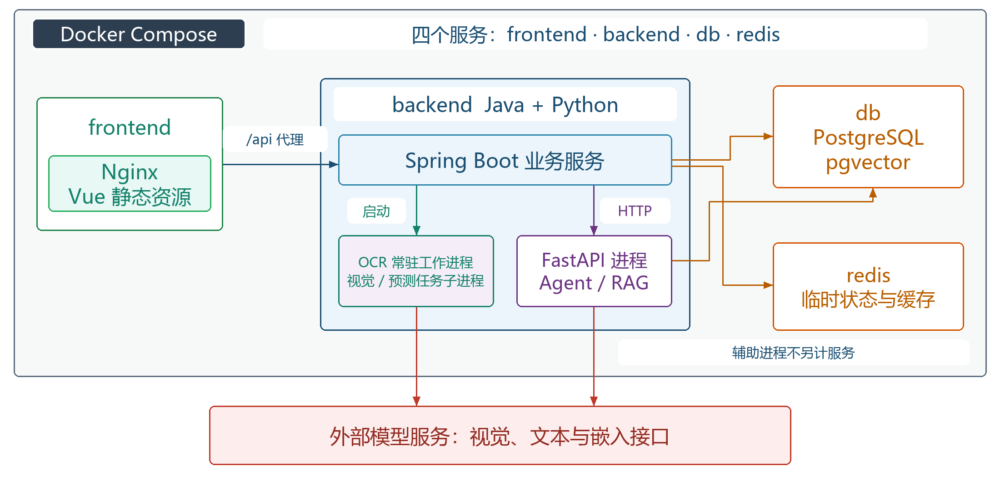 Docker Compose
四个服务：frontend · backend · db · redis
frontend
Nginx
Vue 静态资源
/api 代理
backend Java + Python
Spring Boot 业务服务
启动
HTTP
OCR 常驻工作进程
视觉 / 预测任务子进程
FastAPI 进程
Agent / RAG
db
PostgreSQL
pgvector
redis
临时状态与缓存
辅助进程不另计服务
外部模型服务：视觉、文本与嵌入接口